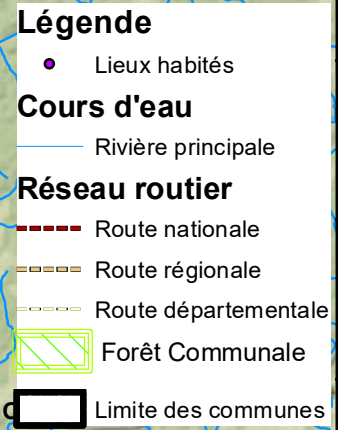 Légende
Lieux habités
Cours d'eau
Rivière principale
Réseau routier
Route nationale
Route régionale
Route départementale
Forêt Communale
Limite des communes